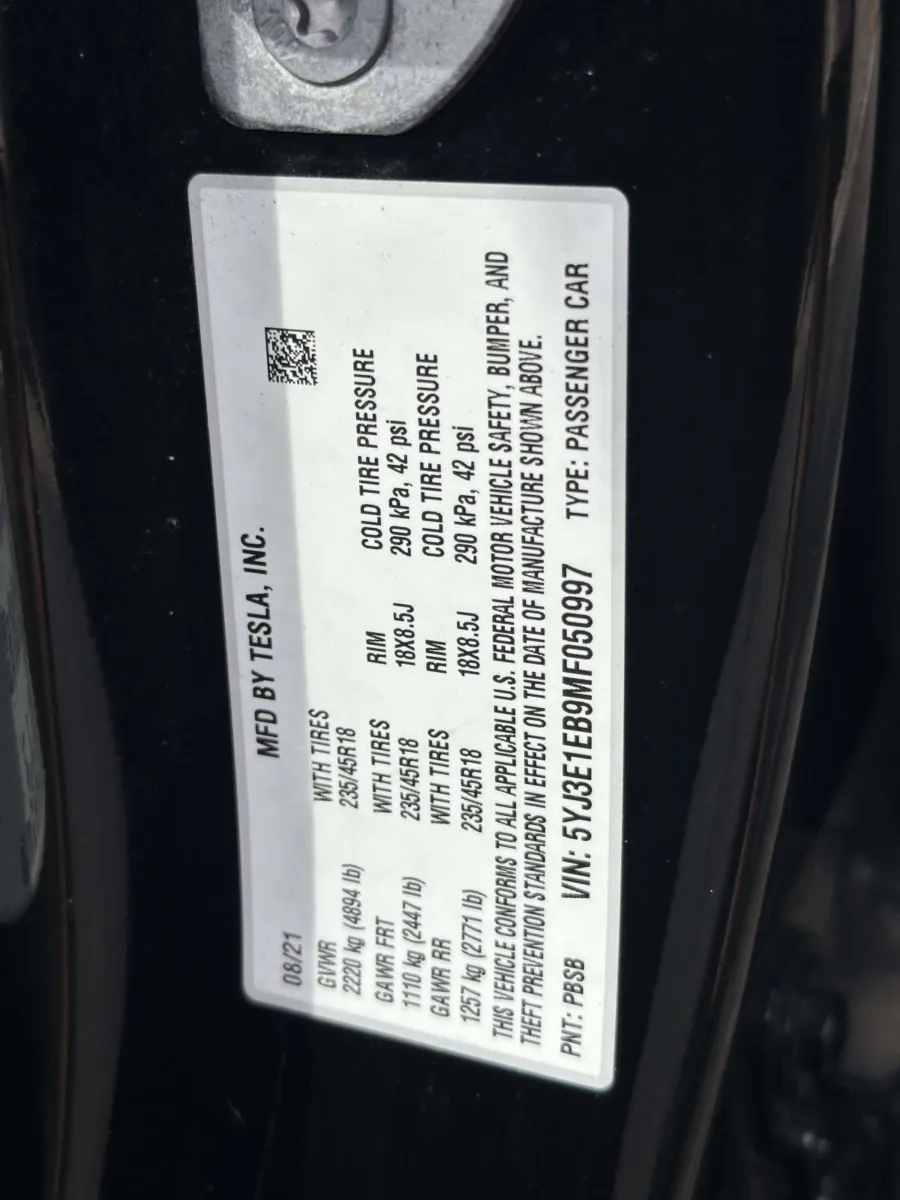 MFD BY TESLA, INC.
08/21
GVWR WITH TIRES
2220 kg (4894 lb) 235/45R18
GAWR FRT WITH TIRES RIM COLD TIRE PRESSURE
1110 kg (2447 lb) 235/45R18 18X8.5J 290 kPa, 42 psi
GAWR RR WITH TIRES RIM COLD TIRE PRESSURE
1257 kg (2771 lb) 235/45R18 18X8.5J 290 kPa, 42 psi
THIS VEHICLE CONFORMS TO ALL APPLICABLE U.S. FEDERAL MOTOR VEHICLE SAFETY, BUMPER, AND
THEFT PREVENTION STANDARDS IN EFFECT ON THE DATE OF MANUFACTURE SHOWN ABOVE.
PNT: PBSB VIN: 5YJ3E1EB9MF050997 TYPE: PASSENGER CAR